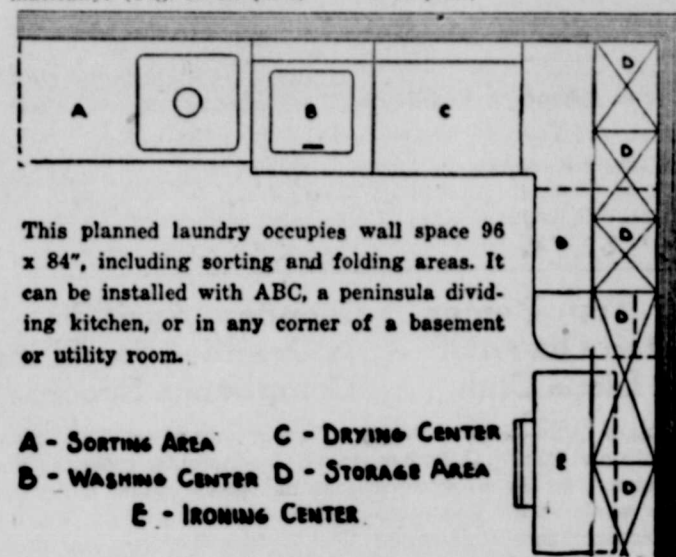 A B C D
D
D D
D
E D
This planned laundry occupies wall space 96
x 84", including sorting and folding areas. It
can be installed with ABC, a peninsula divid-
ing kitchen, or in any corner of a basement
or utility room.
A - SORTING AREA C - DRYING CENTER
B - WASHING CENTER D - STORAGE AREA
E - IRONING CENTER